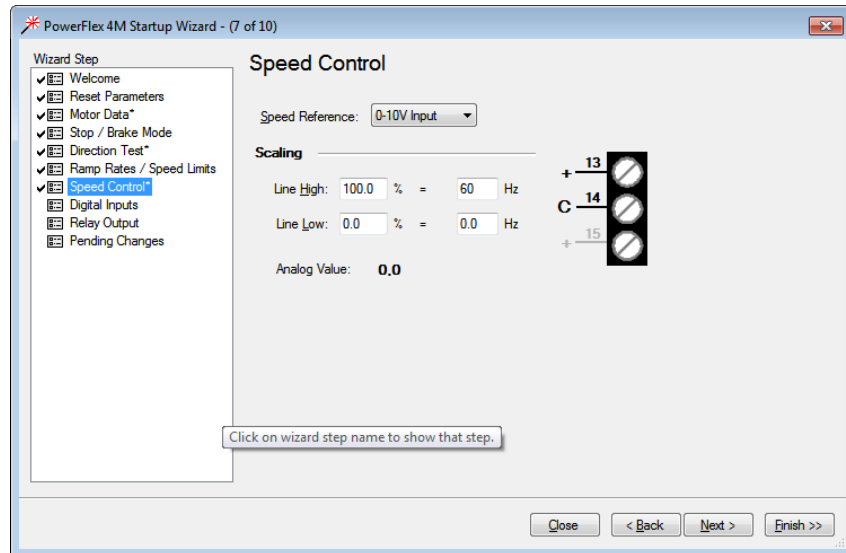 PowerFlex 4M Startup Wizard - (7 of 10)
Wizard Step
Welcome
Reset Parameters
Motor Data*
Stop / Brake Mode
Direction Test*
Ramp Rates / Speed Limits
Speed Control*
Digital Inputs
Relay Output
Pending Changes
Speed Control
Speed Reference: 0-10V Input
Scaling
Line High: 100.0 % = 60 Hz
Line Low: 0.0 % = 0.0 Hz
Analog Value: 0.0
+ 13
C 14
+ 15
Click on wizard step name to show that step.
Close < Back Next > Finish >>